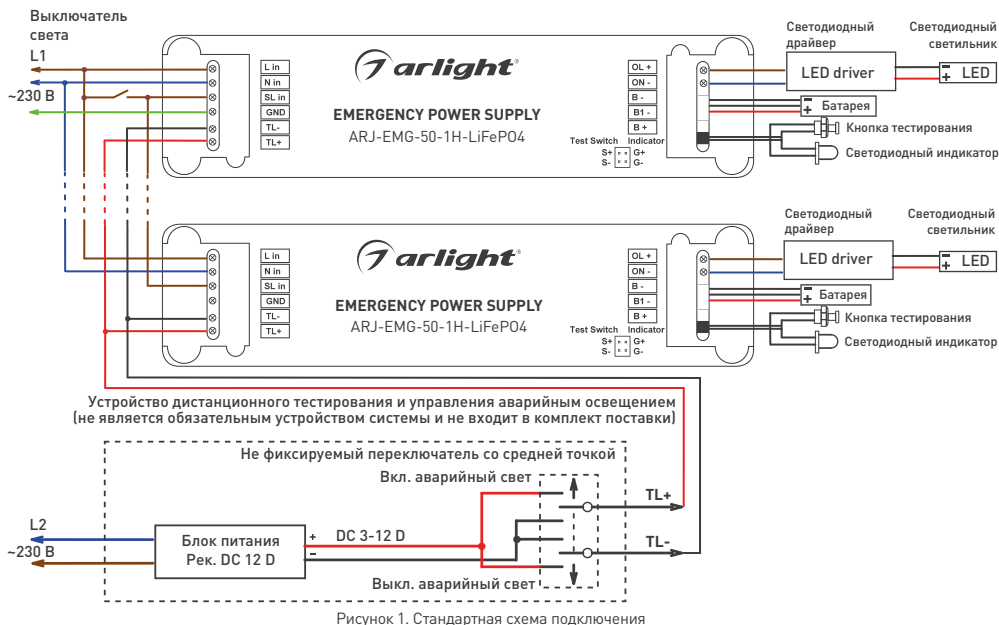 Выключатель
света
L1
~230 В
arlight
EMERGENCY POWER SUPPLY
ARJ-EMG-50-1H-LiFePO4
L in
N in
SL in
GND
TL-
TL+
OL +
ON -
B -
B1 -
B +
Test Switch Indicator
S+ G+
S- G-
Светодиодный
драйвер
LED driver
Светодиодный
светильник
- LED
+
- Батарея
+
Кнопка тестирования
Светодиодный индикатор
arlight
EMERGENCY POWER SUPPLY
ARJ-EMG-50-1H-LiFePO4
L in
N in
SL in
GND
TL-
TL+
OL +
ON -
B -
B1 -
B +
Test Switch Indicator
S+ G+
S- G-
Светодиодный
драйвер
LED driver
Светодиодный
светильник
- LED
+
- Батарея
+
Кнопка тестирования
Светодиодный индикатор
Устройство дистанционного тестирования и управления аварийным освещением
(не является обязательным устройством системы и не входит в комплект поставки)
Не фиксируемый переключатель со средней точкой
Вкл. аварийный свет
TL+
L2
~230 В
Блок питания
Рек. DC 12 D
+ DC 3-12 D
-
TL-
Выкл. аварийный свет
Рисунок 1. Стандартная схема подключения